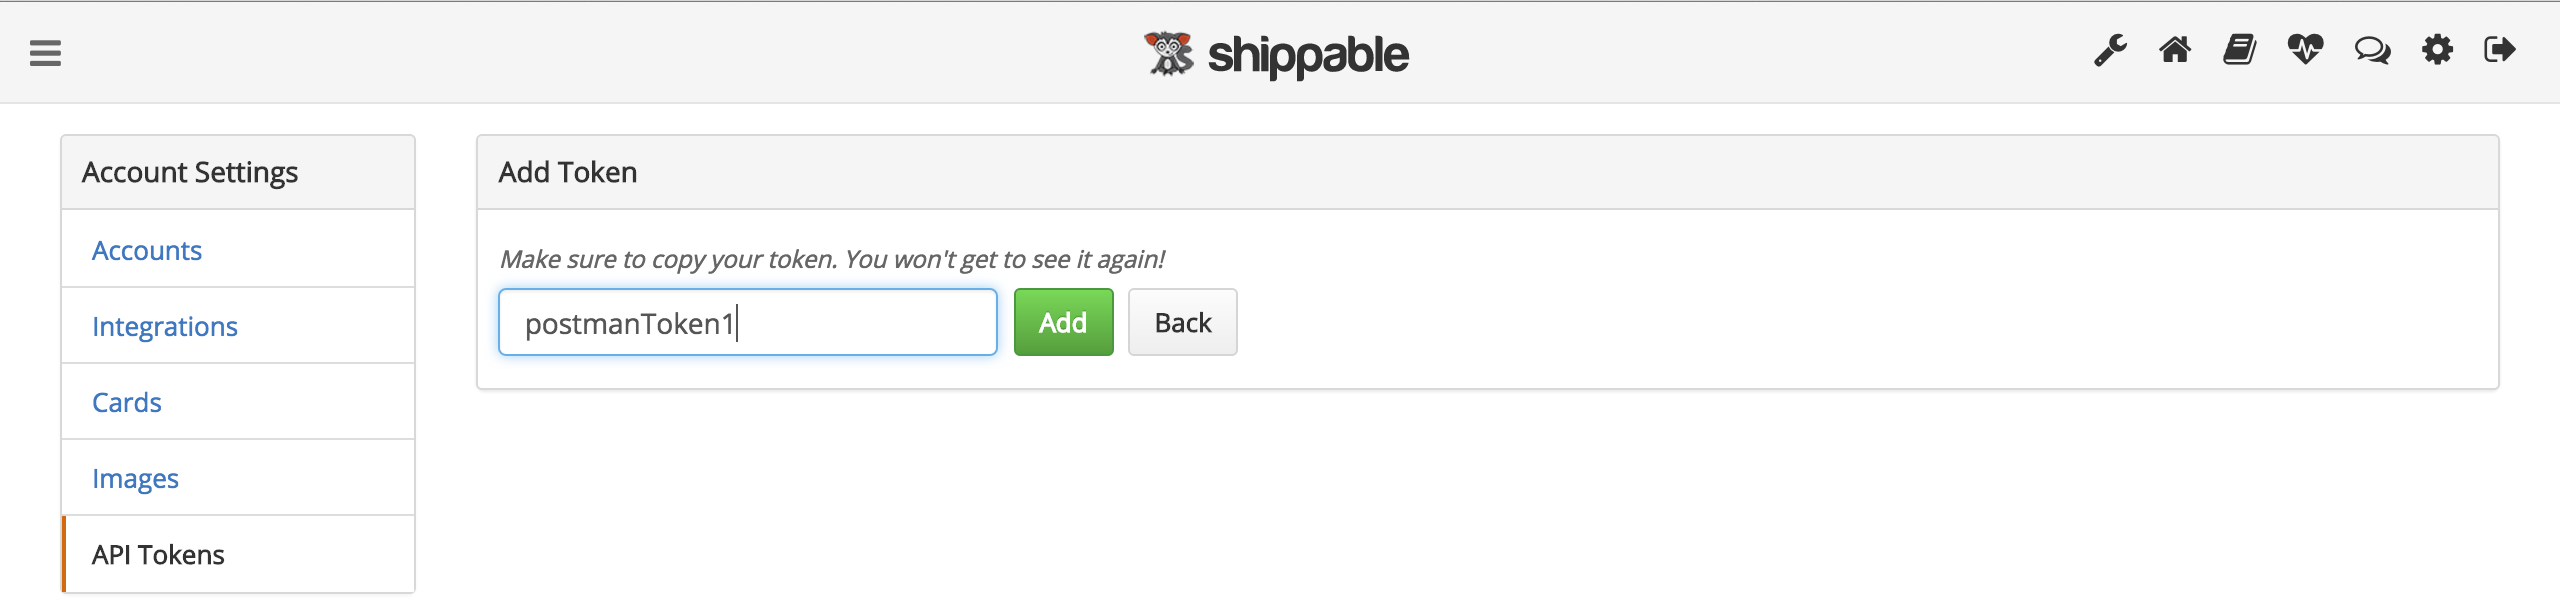 shippable
Account Settings
Accounts
Integrations
Cards
Images
API Tokens
Add Token
Make sure to copy your token. You won't get to see it again!
postmanToken1
Add
Back